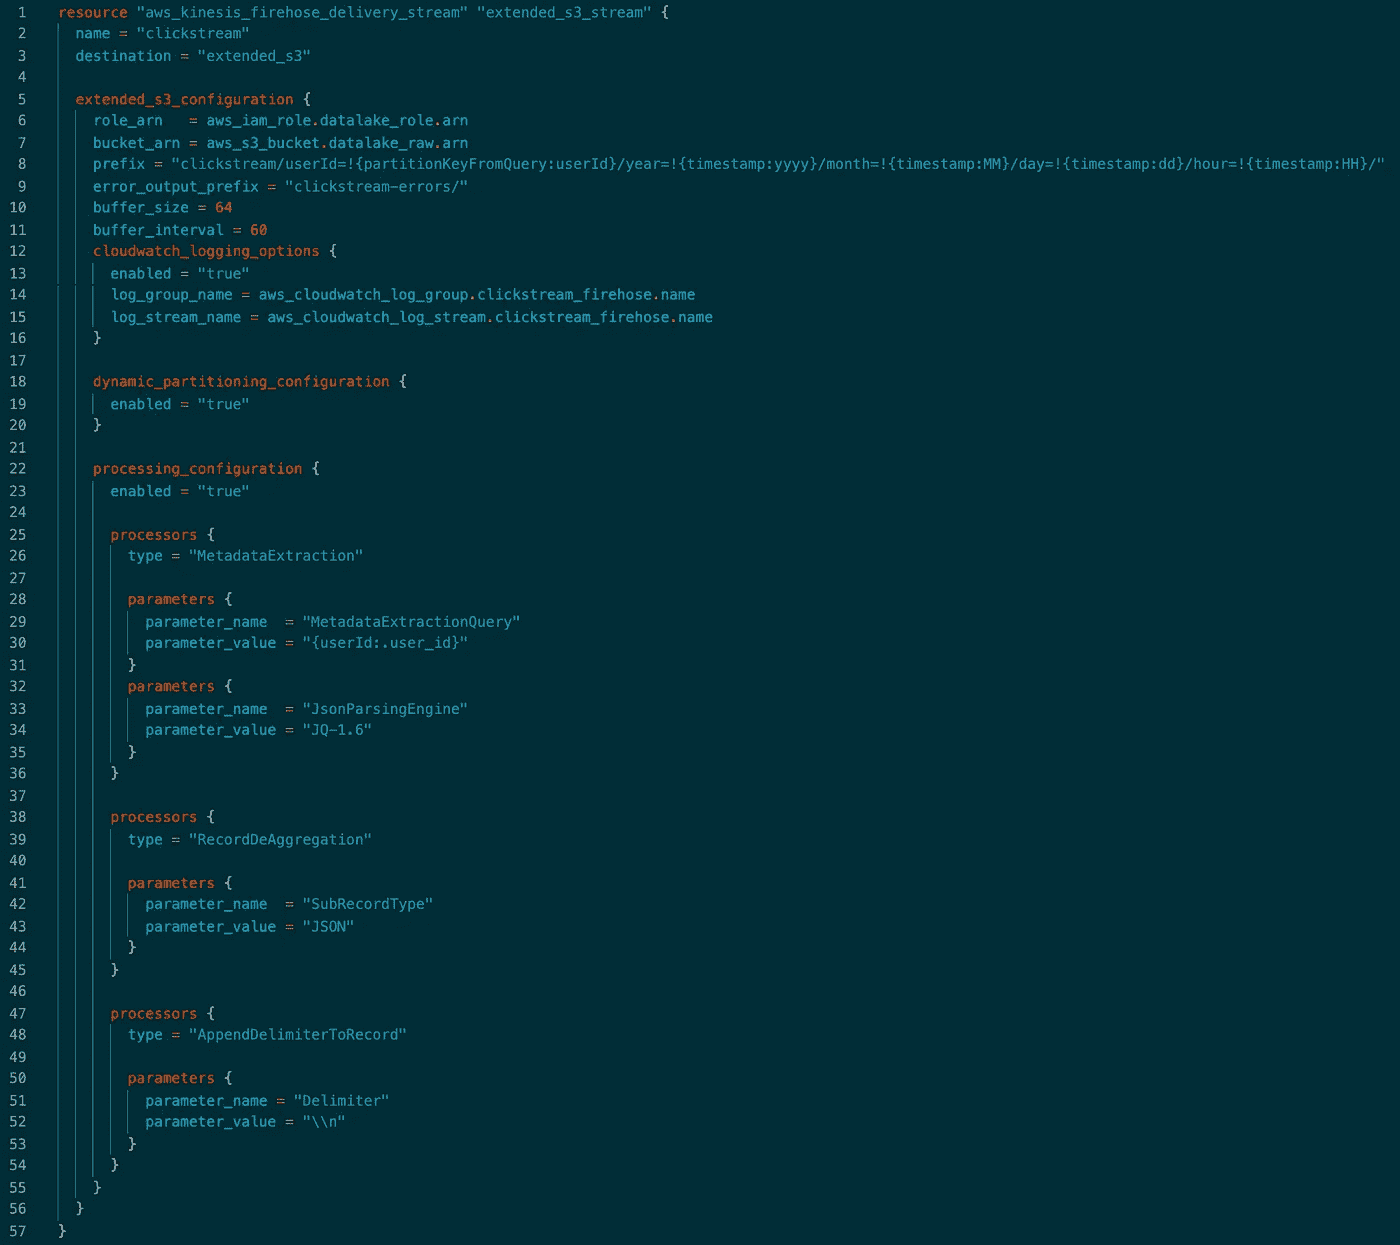 1 resource "aws_kinesis_firehose_delivery_stream" "extended_s3_stream" {
2   name = "clickstream"
3   destination = "extended_s3"
4
5   extended_s3_configuration {
6     role_arn   = aws_iam_role.datalake_role.arn
7     bucket_arn = aws_s3_bucket.datalake_raw.arn
8     prefix = "clickstream/userId=!{partitionKeyFromQuery:userId}/year=!{timestamp:yyyy}/month=!{timestamp:MM}/day=!{timestamp:dd}/hour=!{timestamp:HH}/"
9     error_output_prefix = "clickstream-errors/"
10     buffer_size = 64
11     buffer_interval = 60
12     cloudwatch_logging_options {
13       enabled = "true"
14       log_group_name = aws_cloudwatch_log_group.clickstream_firehose.name
15       log_stream_name = aws_cloudwatch_log_stream.clickstream_firehose.name
16     }
17
18     dynamic_partitioning_configuration {
19       enabled = "true"
20     }
21
22     processing_configuration {
23       enabled = "true"
24
25       processors {
26         type = "MetadataExtraction"
27
28         parameters {
29           parameter_name  = "MetadataExtractionQuery"
30           parameter_value = "{userId:.user_id}"
31         }
32         parameters {
33           parameter_name  = "JsonParsingEngine"
34           parameter_value = "JQ-1.6"
35         }
36       }
37
38       processors {
39         type = "RecordDeAggregation"
40
41         parameters {
42           parameter_name  = "SubRecordType"
43           parameter_value = "JSON"
44         }
45       }
46
47       processors {
48         type = "AppendDelimiterToRecord"
49
50         parameters {
51           parameter_name = "Delimiter"
52           parameter_value = "\\n"
53         }
54       }
55     }
56   }
57 }